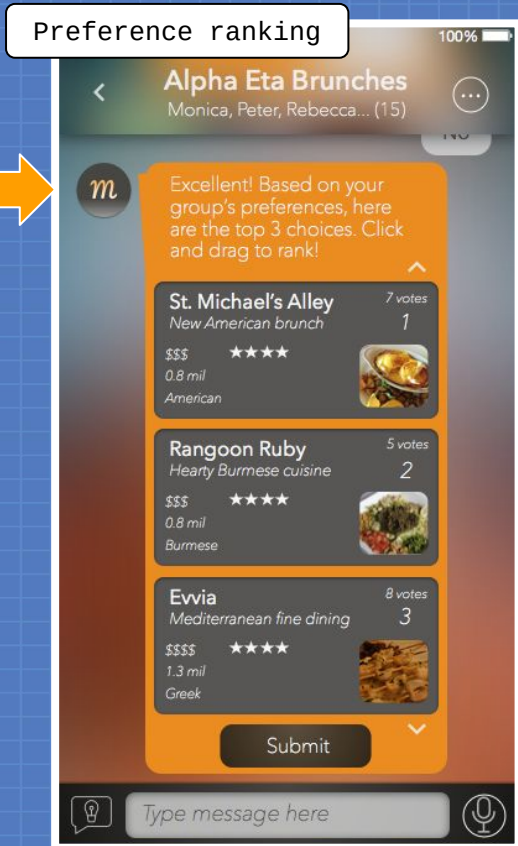 Preference ranking
100%
Alpha Eta Brunches
Monica, Peter, Rebecca... (15)
m
Excellent! Based on your
group's preferences, here
are the top 3 choices. Click
and drag to rank!
St. Michael's Alley
7 votes
New American brunch
1
$$$ ★★★★
0.8 mil
American
Rangoon Ruby
5 votes
Hearty Burmese cuisine
2
$$$ ★★★★
0.8 mil
Burmese
Evvia
8 votes
Mediterranean fine dining
3
$$$$ ★★★★
1.3 mil
Greek
Submit
Type message here